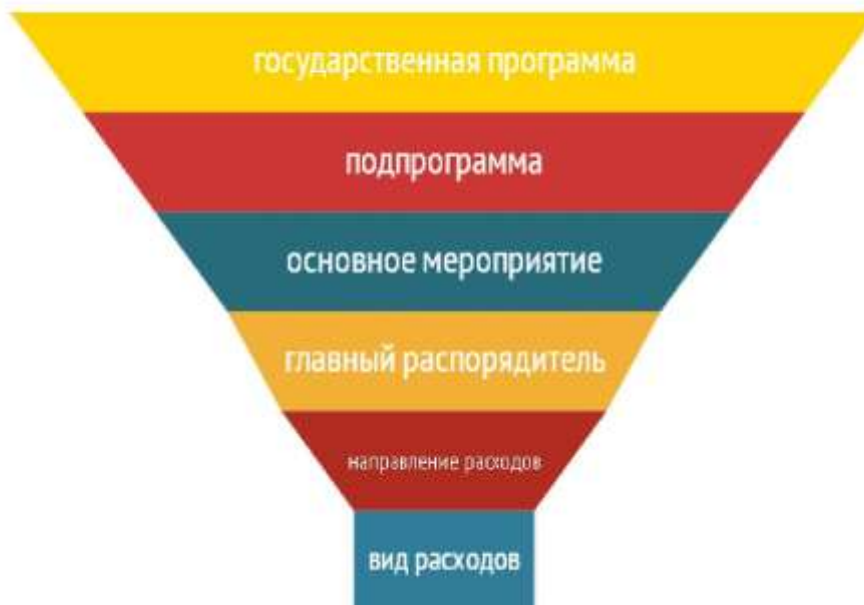 государственная программа
подпрограмма
основное мероприятие
главный распорядитель
направление расходов
вид расходов